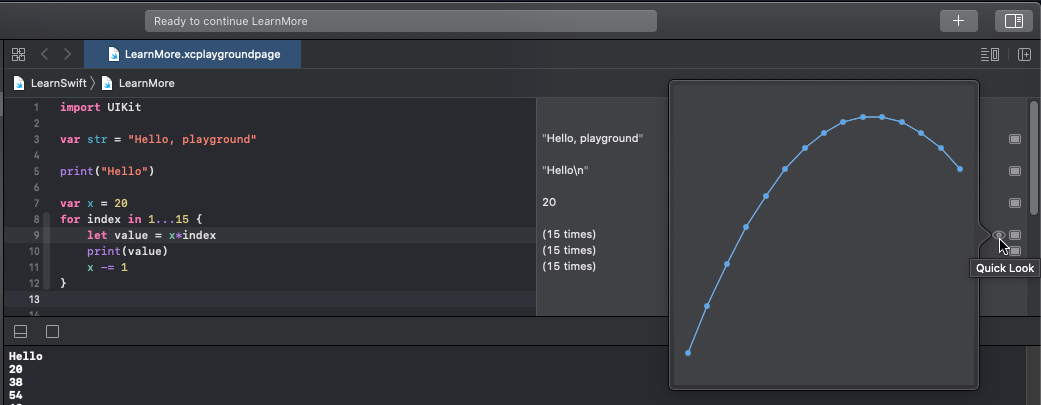 Ready to continue LearnMore
LearnMore.xcplaygroundpage
LearnSwift
LearnMore
1 import UIKit
2
3 var str = "Hello, playground"
4
5 print("Hello")
6
7 var x = 20
8 for index in 1...15 {
9 let value = x*index
10 print(value)
11 x -= 1
12 }
13
14
"Hello, playground"
"Hello\n"
20
(15 times)
(15 times)
(15 times)
Quick Look
Hello
20
38
54